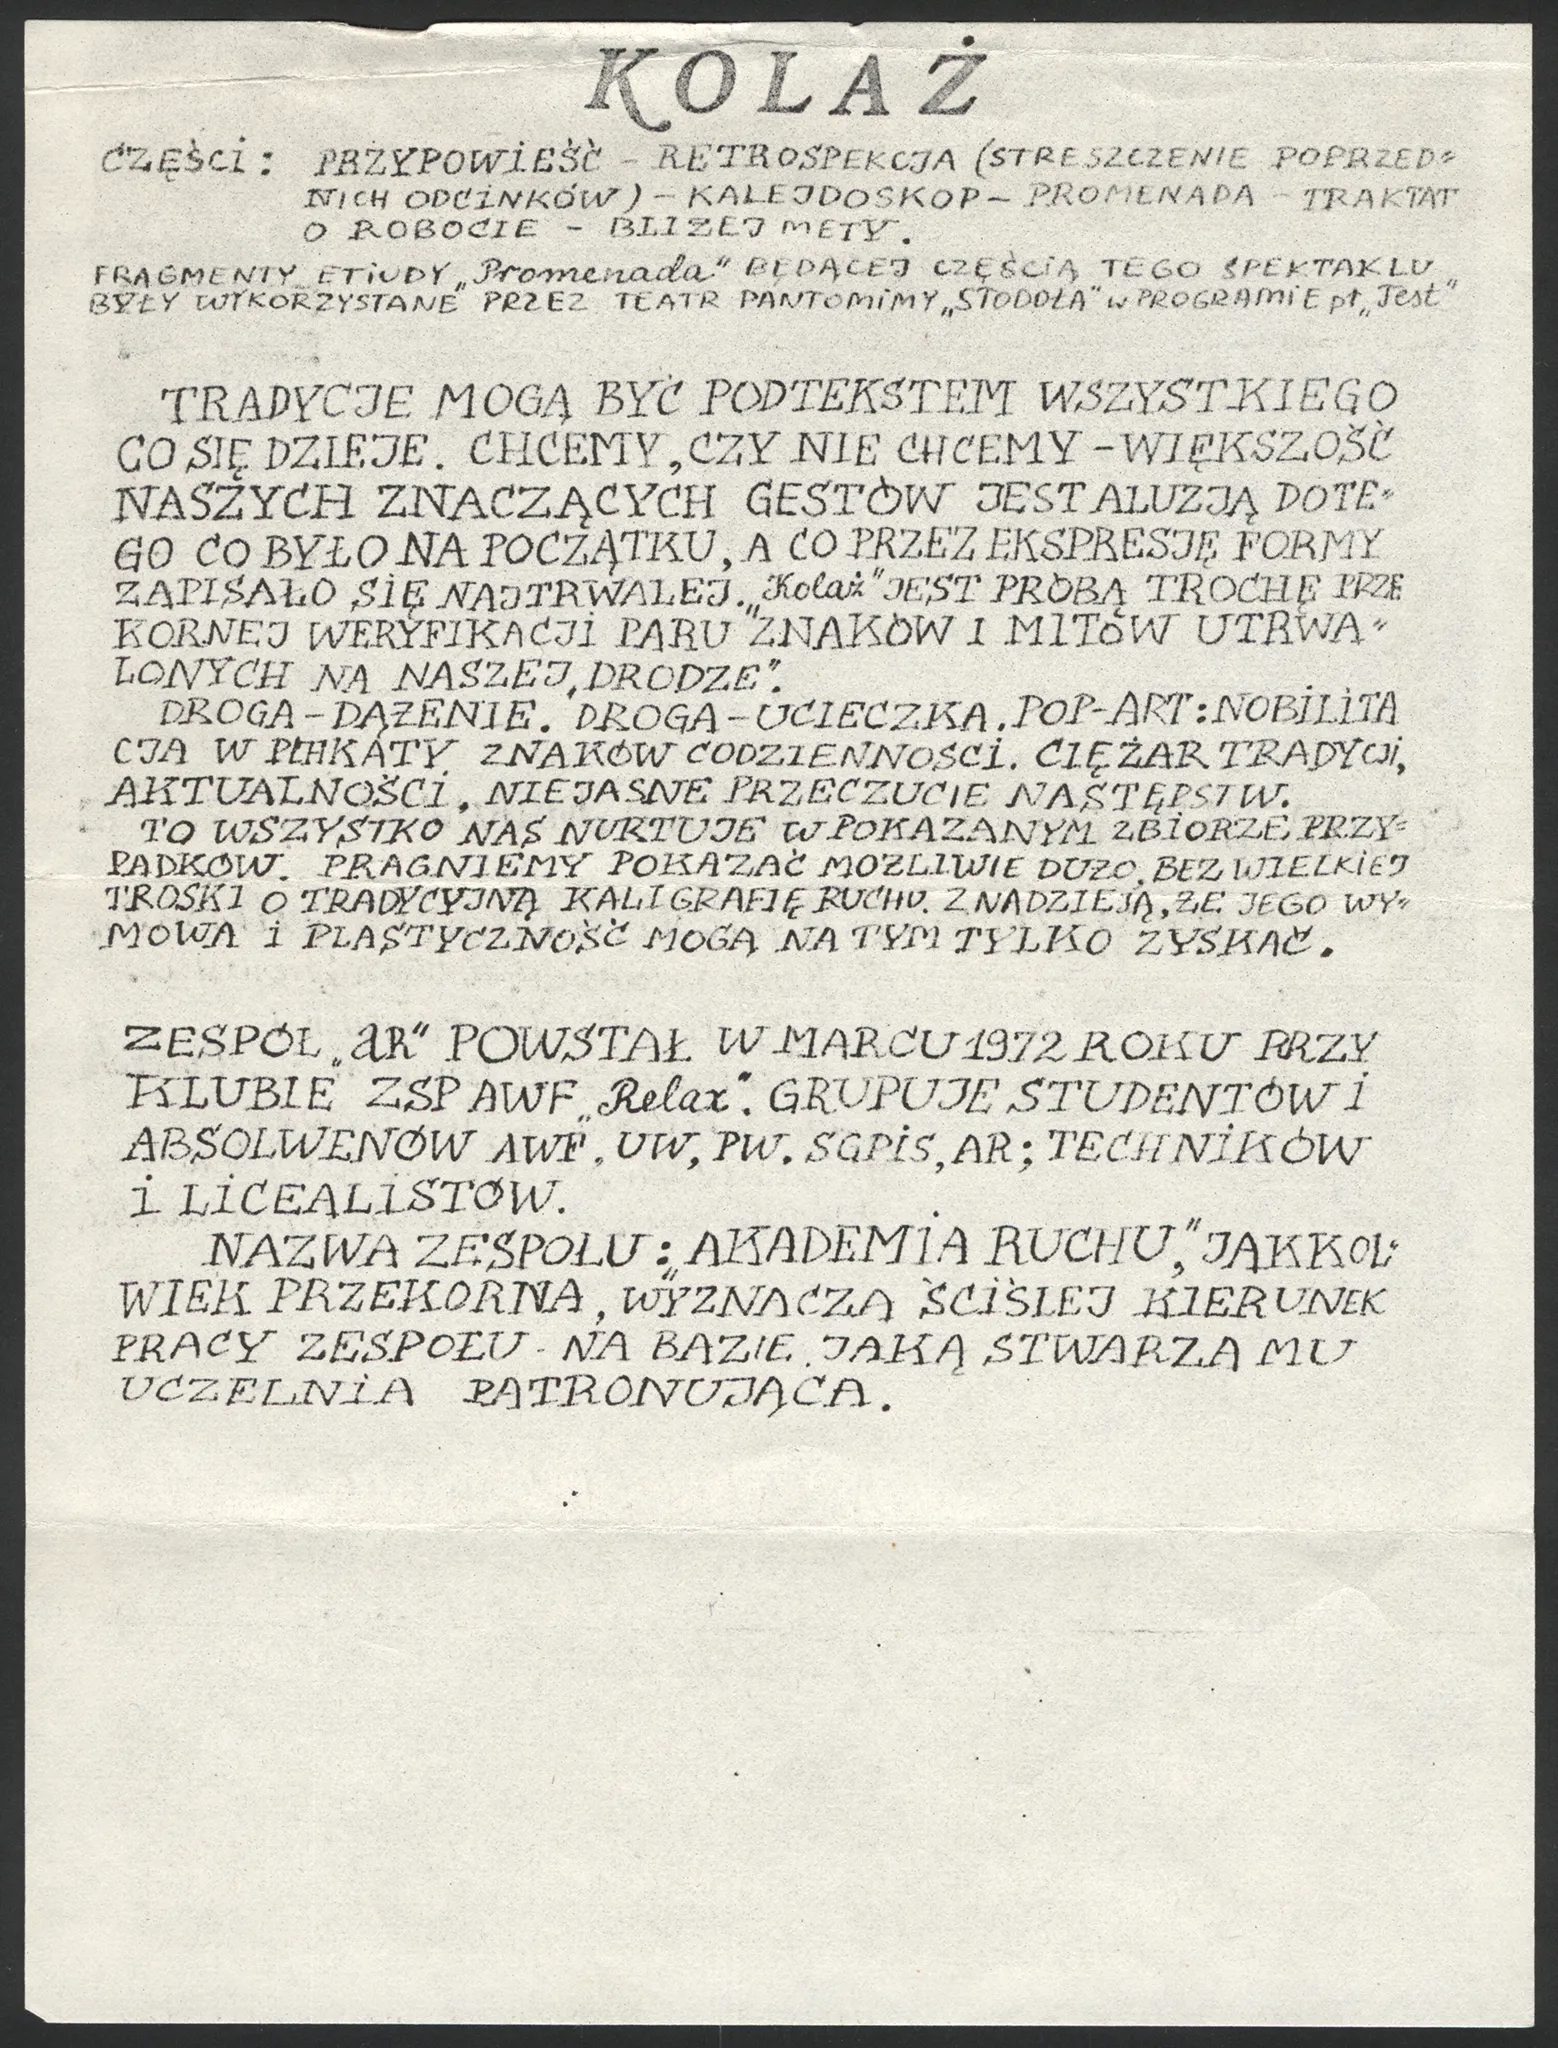 KOLAŻ
CZĘŚCI: PRZYPOWIEŚĆ – RETROSPEKCJA (STRESZCZENIE POPRZED=
NICH ODCINKÓW) – KALEJDOSKOP – PROMENADA – TRAKTAT
O ROBOCIE – BLIŻEJ METY.
FRAGMENTY ETIUDY „Promenada" BĘDĄCEJ CZĘŚCIĄ TEGO SPEKTAKLU
BYŁY WYKORZYSTANE PRZEZ TEATR PANTOMIMY „STODOŁA" W PROGRAMIE pt „Jest"
TRADYCJE MOGĄ BYĆ PODTEKSTEM WSZYSTKIEGO
CO SIĘ DZIEJE. CHCEMY, CZY NIE CHCEMY – WIĘKSZOŚĆ
NASZYCH ZNACZĄCYCH GESTÓW JEST ALUZJĄ DO TE=
GO CO BYŁO NA POCZĄTKU, A CO PRZEZ EKSPRESJĘ FORMY
ZAPISAŁO SIĘ NAJTRWALEJ. „Kolaż" JEST PRÓBĄ TROCHĘ PRZE
KORNEJ WERYFIKACJI PARU "ZNAKÓW I MITÓW UTRWA=
LONYCH NA NASZEJ „DRODZE".
DROGA – DĄŻENIE. DROGA – UCIECZKA. POP-ART: NOBILITA
CJA W PLAKATY ZNAKÓW CODZIENNOŚCI. CIĘŻAR TRADYCJI,
AKTUALNOŚCI, NIEJASNE PRZECZUCIE NASTĘPSTW.
TO WSZYSTKO NAS NURTUJE W POKAZANYM ZBIORZE PRZY=
PADKÓW. PRAGNIEMY POKAZAĆ MOŻLIWIE DUŻO, BEZ WIELKIEJ
TROSKI O TRADYCYJNĄ KALIGRAFIĘ RUCHU. Z NADZIEJĄ, ŻE JEGO WY=
MOWA I PLASTYCZNOŚĆ MOGĄ NA TYM TYLKO ZYSKAĆ.
ZESPÓŁ „AR" POWSTAŁ W MARCU 1972 ROKU PRZY
KLUBIE ZSP AWF „Relax". GRUPUJE STUDENTÓW I
ABSOLWENÓW AWF, UW, PW. SGPIS, AR; TECHNIKÓW
I LICEALISTÓW.
NAZWA ZESPOŁU: „AKADEMIA RUCHU," JAKKOL=
WIEK PRZEKORNA, WYZNACZA ŚCIŚLEJ KIERUNEK
PRACY ZESPOŁU - NA BAZIE, JAKĄ STWARZA MU
UCZELNIA PATRONUJĄCA.